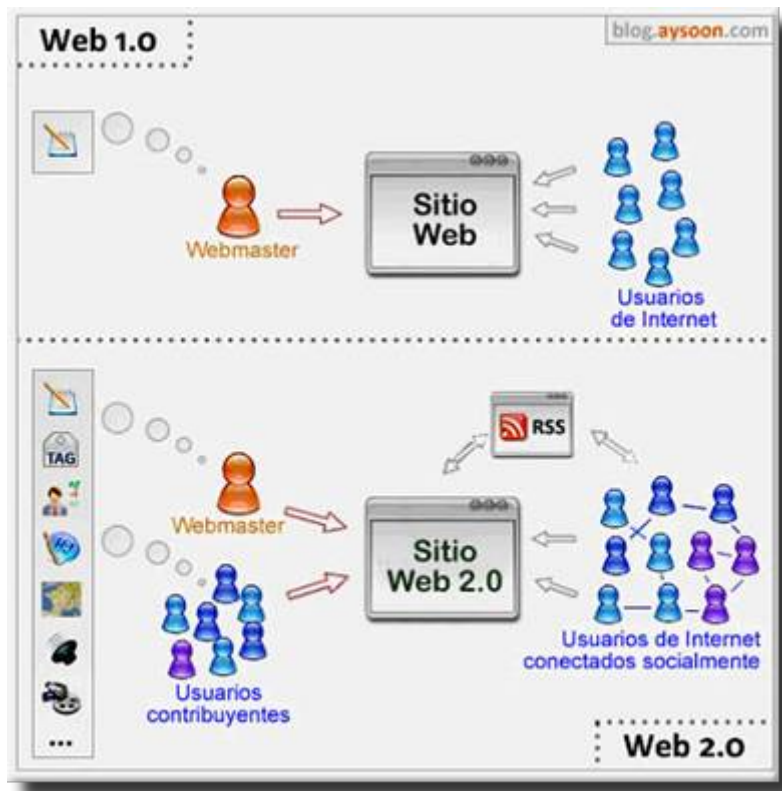 Web 1.0
blog.aysoon.com
Webmaster
Sitio
Web
Usuarios
de Internet
TAG
RSS
Webmaster
Sitio
Web 2.0
Usuarios
contribuyentes
Usuarios de Internet
conectados socialmente
...
Web 2.0